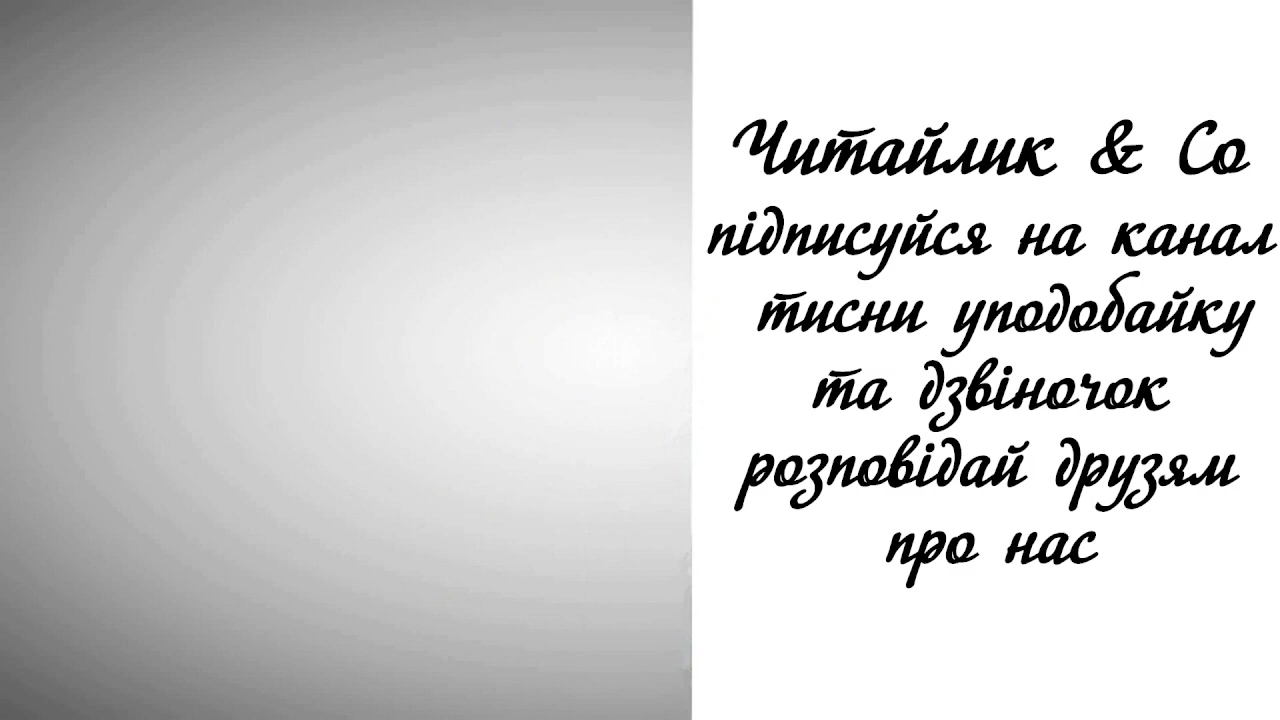 Читайлик & Co
підписуйся на канал
тисни уподобайку
та дзвіночок
розповідай друзям
про нас